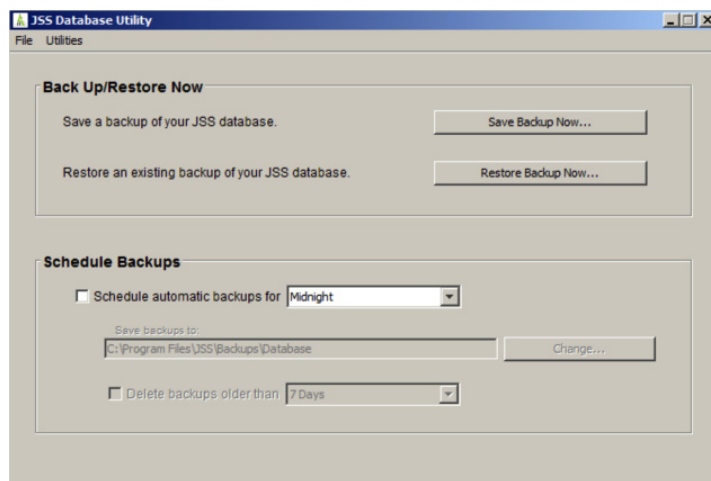 JSS Database Utility
File Utilities
Back Up/Restore Now
Save a backup of your JSS database.
Save Backup Now...
Restore an existing backup of your JSS database.
Restore Backup Now...
Schedule Backups
Schedule automatic backups for Midnight
Save backups to:
C:\Program Files\JSS\Backups\Database
Change...
Delete backups older than 7 Days